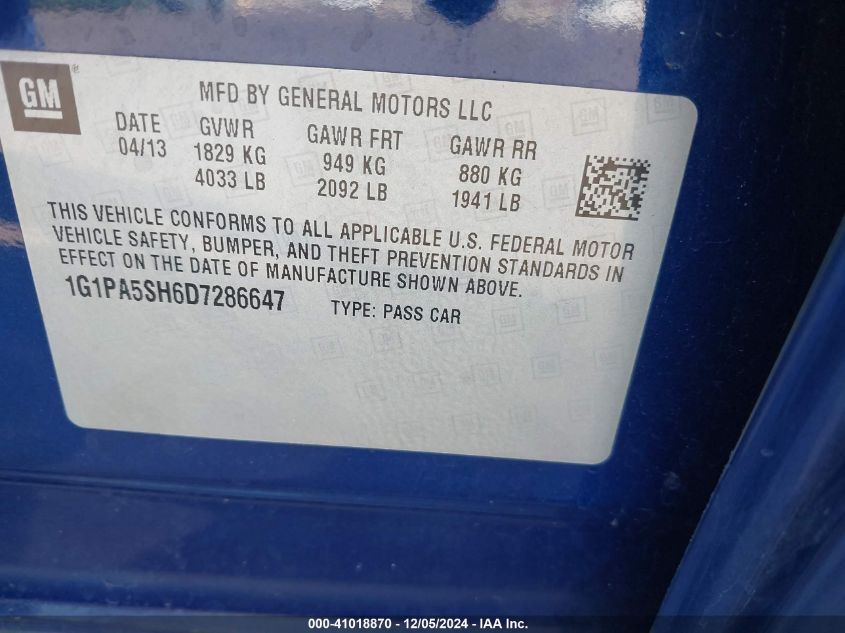 GM ® MFD BY GENERAL MOTORS LLC
DATE GVWR GAWR FRT GAWR RR
04/13 1829 KG 949 KG 880 KG
4033 LB 2092 LB 1941 LB
THIS VEHICLE CONFORMS TO ALL APPLICABLE U.S. FEDERAL MOTOR
VEHICLE SAFETY, BUMPER, AND THEFT PREVENTION STANDARDS IN
EFFECT ON THE DATE OF MANUFACTURE SHOWN ABOVE.
1G1PA5SH6D7286647 TYPE: PASS CAR
000-41018870 - 12/05/2024 - IAA Inc.